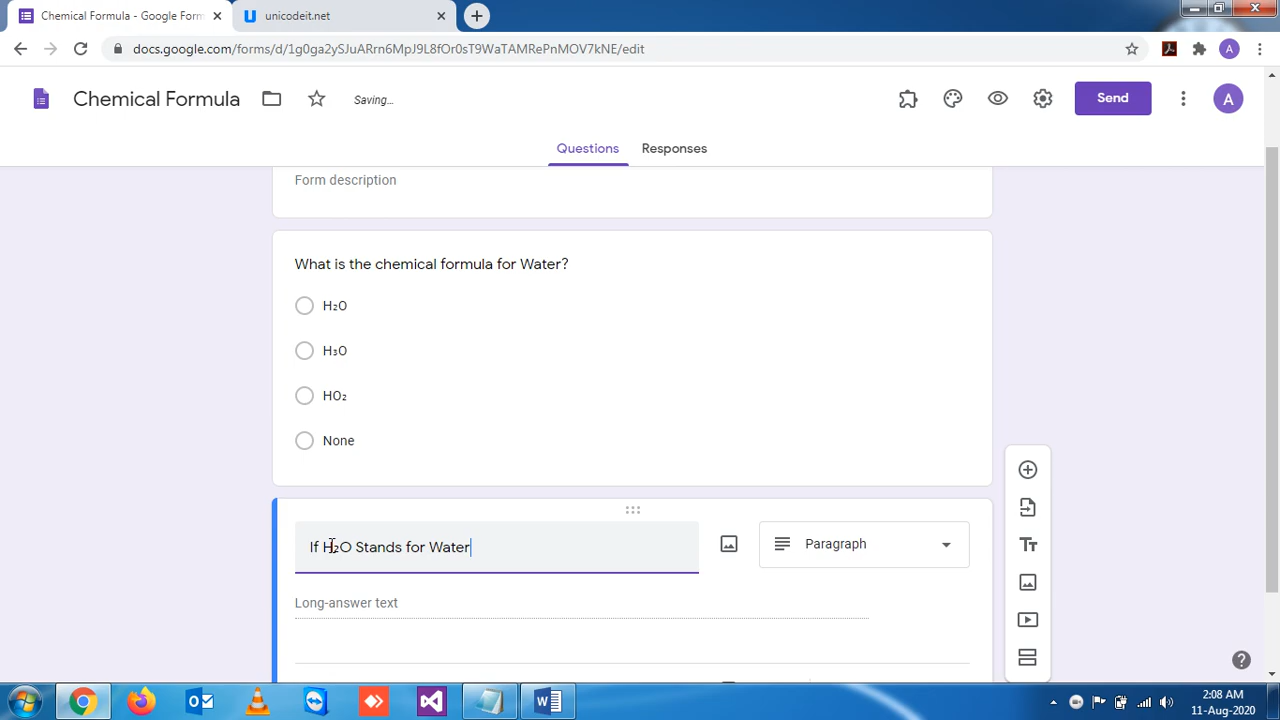 Chemical Formula - Google Form
unicodeit.net
docs.google.com/forms/d/1g0ga2ySJuARrn6MpJ9L8fOr0sT9WaTAMRePnMOV7kNE/edit
A
Chemical Formula
Saving...
Send
A
Questions
Responses
Form description
What is the chemical formula for Water?
H₂O
H₃O
HO₂
None
If H₂O Stands for Water
Paragraph
Long-answer text
2:08 AM
11-Aug-2020